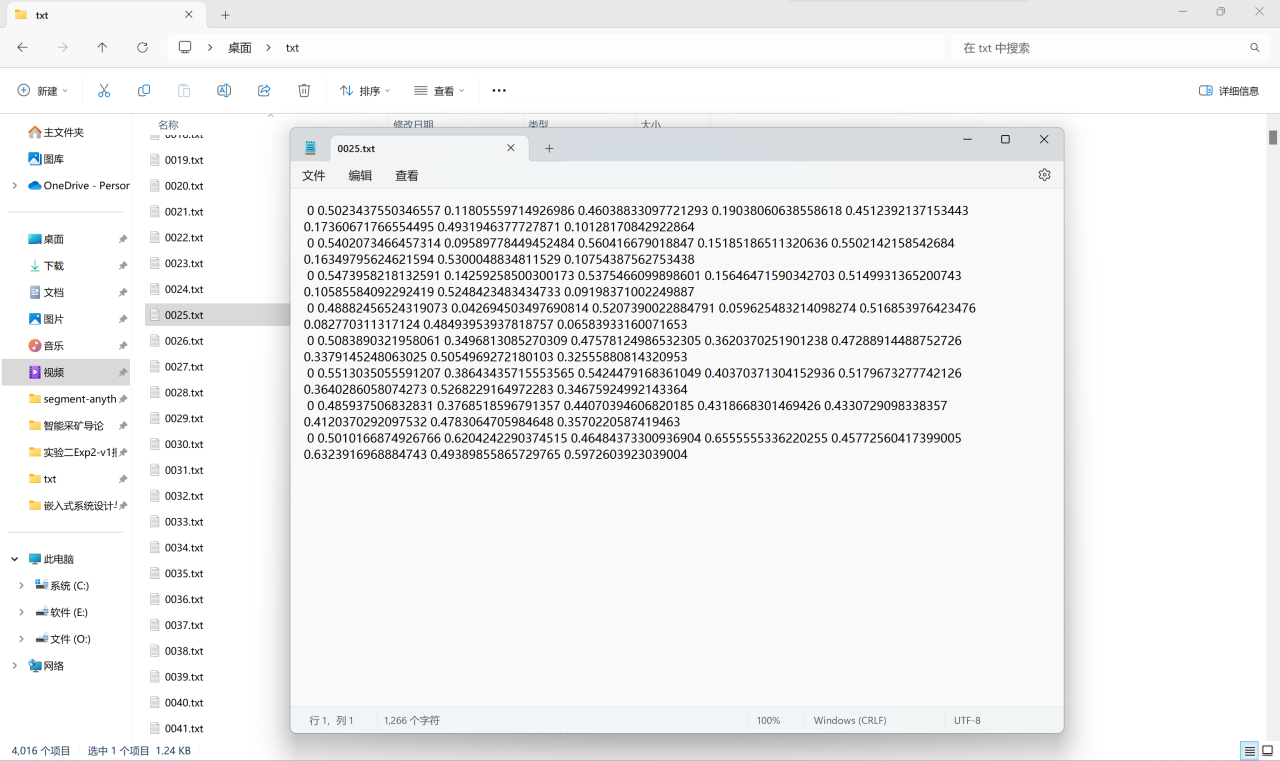 txt
桌面
txt
在 txt 中搜索
新建
排序
查看
详细信息
名称
修改日期
类型
大小
主文件夹
图库
OneDrive - Person
桌面
下载
文档
图片
音乐
视频
segment-anyth
智能采矿导论
实验二Exp2-v1
txt
嵌入式系统设计
此电脑
系统 (C:)
软件 (E:)
文件 (O:)
网络
0018.txt
0019.txt
0020.txt
0021.txt
0022.txt
0023.txt
0024.txt
0025.txt
0026.txt
0027.txt
0028.txt
0029.txt
0030.txt
0031.txt
0032.txt
0033.txt
0034.txt
0035.txt
0036.txt
0037.txt
0038.txt
0039.txt
0040.txt
0041.txt
0025.txt
文件 编辑 查看
0 0.5023437550346557 0.11805559714926986 0.46038833097721293 0.19038060638558618 0.4512392137153443
0.17360671766554495 0.4931946377727871 0.10128170842922864
0 0.5402073466457314 0.09589778449452484 0.560416679018847 0.15185186511320636 0.5502142158542684
0.16349795624621594 0.5300048834811529 0.10754387562753438
0 0.5473958218132591 0.14259258500300173 0.5375466099898601 0.15646471590342703 0.5149931365200743
0.10585584092292419 0.5248423483434733 0.09198371002249887
0 0.48882456524319073 0.042694503497690814 0.5207390022884791 0.059625483214098274 0.516853976423476
0.082770311317124 0.48493953937818757 0.06583933160071653
0 0.5083890321958061 0.3496813085270309 0.47578124986532305 0.3620370251901238 0.47288914488752726
0.3379145248063025 0.5054969272180103 0.32555880814320953
0 0.5513035055591207 0.38643435715553565 0.5424479168361049 0.40370371304152936 0.5179673277742126
0.3640286058074273 0.5268229164972283 0.34675924992143364
0 0.485937506832831 0.3768518596791357 0.44070394606820185 0.4318668301469426 0.4330729098338357
0.4120370292097532 0.4783064705984648 0.3570220587419463
0 0.5010166874926766 0.6204242290374515 0.46484373300936904 0.6555555336220255 0.45772560417399005
0.6323916968884743 0.49389855865729765 0.5972603923039004
行 1, 列 1
1,266 个字符
100%
Windows (CRLF)
UTF-8
4,016 个项目 选中 1 个项目 1.24 KB